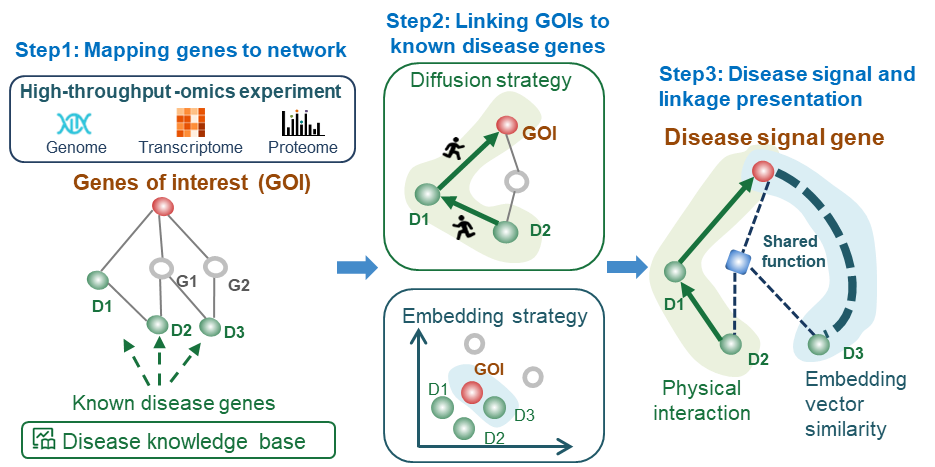 Step1: Mapping genes to network
High-throughput -omics experiment
Genome
Transcriptome
Proteome
Genes of interest (GOI)
G1
G2
D1
D2
D3
Known disease genes
Disease knowledge base
Step2: Linking GOIs to
known disease genes
Diffusion strategy
GOI
D1
D2
Embedding strategy
GOI
D1
D3
D2
Step3: Disease signal and
linkage presentation
Disease signal gene
Shared
function
D1
D2
D3
Physical
interaction
Embedding
vector
similarity